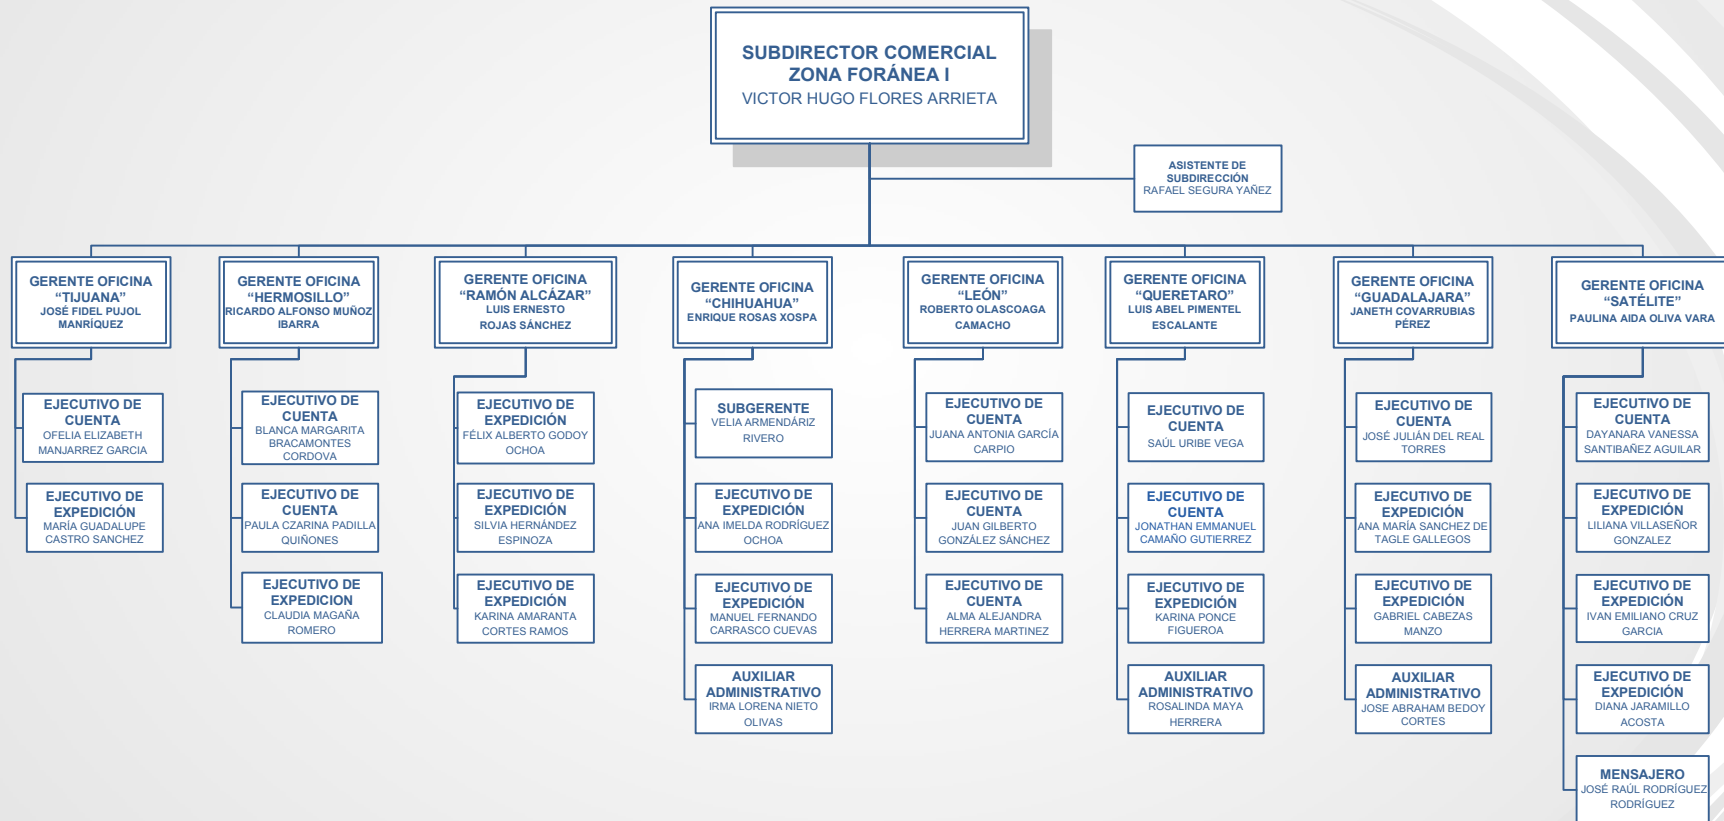 SUBDIRECTOR COMERCIAL
ZONA FORÁNEA I
VICTOR HUGO FLORES ARRIETA
ASISTENTE DE
SUBDIRECCIÓN
RAFAEL SEGURA YAÑEZ
GERENTE OFICINA
“TIJUANA”
JOSÉ FIDEL PUJOL
MANRÍQUEZ
EJECUTIVO DE
CUENTA
OFELIA ELIZABETH
MANJARREZ GARCIA
EJECUTIVO DE
EXPEDICIÓN
MARÍA GUADALUPE
CASTRO SANCHEZ
GERENTE OFICINA
“HERMOSILLO”
RICARDO ALFONSO MUÑOZ
IBARRA
EJECUTIVO DE
CUENTA
BLANCA MARGARITA
BRACAMONTES
CORDOVA
EJECUTIVO DE
CUENTA
PAULA CZARINA PADILLA
QUIÑONES
EJECUTIVO DE
EXPEDICION
CLAUDIA MAGAÑA
ROMERO
GERENTE OFICINA
“RAMÓN ALCÁZAR”
LUIS ERNESTO
ROJAS SÁNCHEZ
EJECUTIVO DE
EXPEDICIÓN
FÉLIX ALBERTO GODOY
OCHOA
EJECUTIVO DE
EXPEDICIÓN
SILVIA HERNÁNDEZ
ESPINOZA
EJECUTIVO DE
EXPEDICIÓN
KARINA AMARANTA
CORTES RAMOS
GERENTE OFICINA
“CHIHUAHUA”
ENRIQUE ROSAS XOSPA
SUBGERENTE
VELIA ARMENDÁRIZ
RIVERO
EJECUTIVO DE
EXPEDICIÓN
ANA IMELDA RODRÍGUEZ
OCHOA
EJECUTIVO DE
EXPEDICIÓN
MANUEL FERNANDO
CARRASCO CUEVAS
AUXILIAR
ADMINISTRATIVO
IRMA LORENA NIETO
OLIVAS
GERENTE OFICINA
“LEÓN”
ROBERTO OLASCOAGA
CAMACHO
EJECUTIVO DE
CUENTA
JUANA ANTONIA GARCÍA
CARPIO
EJECUTIVO DE
CUENTA
JUAN GILBERTO
GONZÁLEZ SÁNCHEZ
EJECUTIVO DE
CUENTA
ALMA ALEJANDRA
HERRERA MARTINEZ
GERENTE OFICINA
“QUERETARO”
LUIS ABEL PIMENTEL
ESCALANTE
EJECUTIVO DE
CUENTA
SAÚL URIBE VEGA
EJECUTIVO DE
CUENTA
JONATHAN EMMANUEL
CAMAÑO GUTIERREZ
EJECUTIVO DE
EXPEDICIÓN
KARINA PONCE
FIGUEROA
AUXILIAR
ADMINISTRATIVO
ROSALINDA MAYA
HERRERA
GERENTE OFICINA
“GUADALAJARA”
JANETH COVARRUBIAS
PÉREZ
EJECUTIVO DE
CUENTA
JOSÉ JULIÁN DEL REAL
TORRES
EJECUTIVO DE
EXPEDICIÓN
ANA MARÍA SANCHEZ DE
TAGLE GALLEGOS
EJECUTIVO DE
EXPEDICIÓN
GABRIEL CABEZAS
MANZO
AUXILIAR
ADMINISTRATIVO
JOSE ABRAHAM BEDOY
CORTES
GERENTE OFICINA
“SATÉLITE”
PAULINA AIDA OLIVA VARA
EJECUTIVO DE
CUENTA
DAYANARA VANESSA
SANTIBAÑEZ AGUILAR
EJECUTIVO DE
EXPEDICIÓN
LILIANA VILLASEÑOR
GONZALEZ
EJECUTIVO DE
EXPEDICIÓN
IVAN EMILIANO CRUZ
GARCIA
EJECUTIVO DE
EXPEDICIÓN
DIANA JARAMILLO
ACOSTA
MENSAJERO
JOSÉ RAÚL RODRÍGUEZ
RODRÍGUEZ